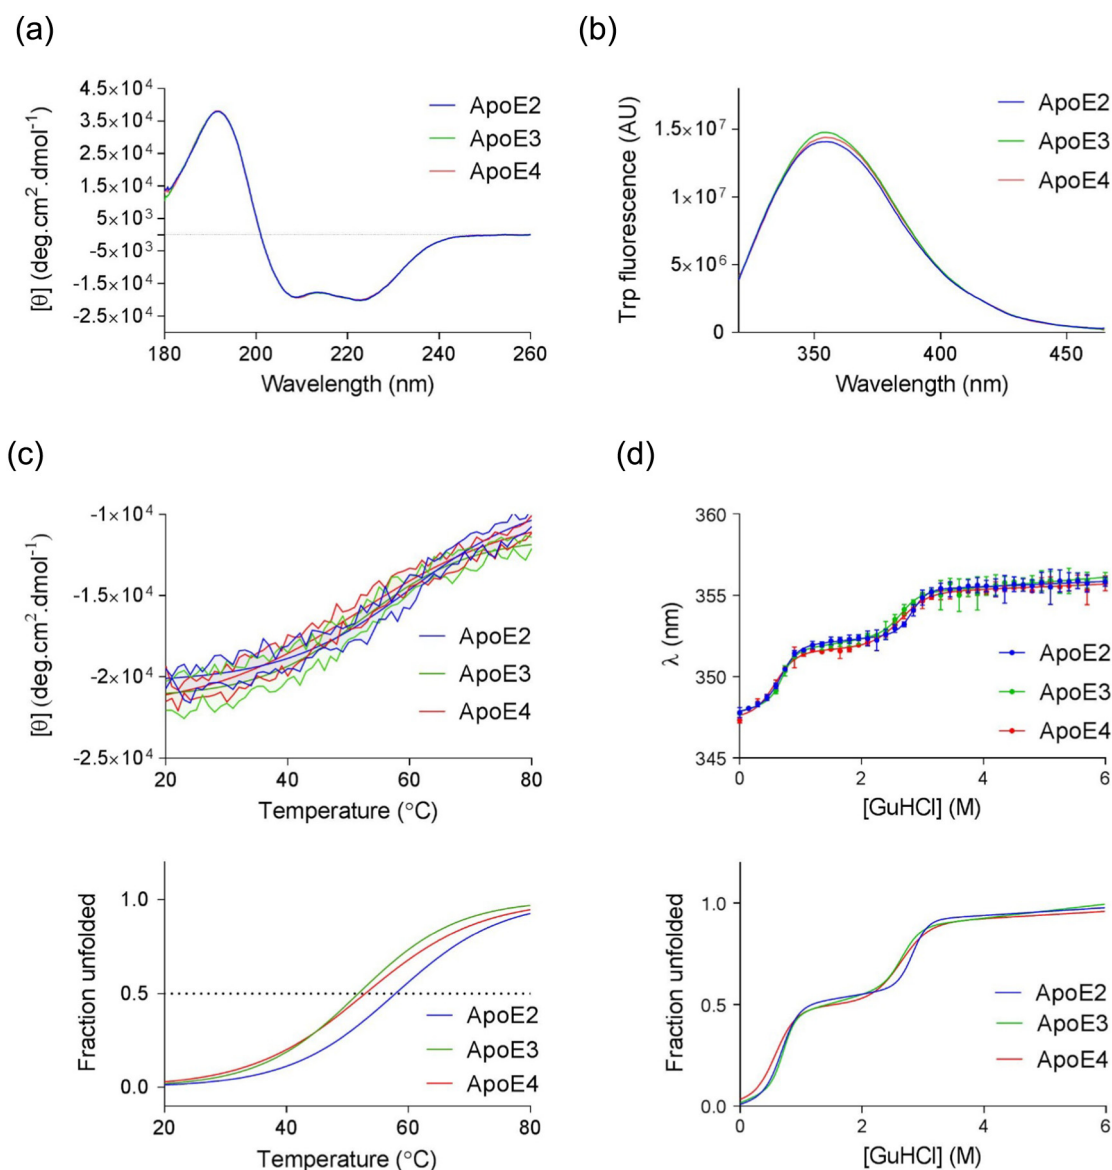 (a)
4.5×10⁴
3.5×10⁴
2.5×10⁴
1.5×10⁴
5×10³
-5×10³
-1.5×10⁴
-2.5×10⁴
[θ] (deg.cm².dmol⁻¹)
ApoE2
ApoE3
ApoE4
180 200 220 240 260
Wavelength (nm)
(b)
1.5×10⁷
1×10⁷
5×10⁶
0
Trp fluorescence (AU)
ApoE2
ApoE3
ApoE4
350 400 450
Wavelength (nm)
(c)
-1×10⁴
-1.5×10⁴
-2×10⁴
-2.5×10⁴
[θ] (deg.cm².dmol⁻¹)
ApoE2
ApoE3
ApoE4
20 40 60 80
Temperature (°C)
1.0
0.5
0.0
Fraction unfolded
ApoE2
ApoE3
ApoE4
20 40 60 80
Temperature (°C)
(d)
360
355
350
345
λ (nm)
ApoE2
ApoE3
ApoE4
0 2 4 6
[GuHCl] (M)
1.0
0.5
0.0
Fraction unfolded
ApoE2
ApoE3
ApoE4
0 2 4 6
[GuHCl] (M)